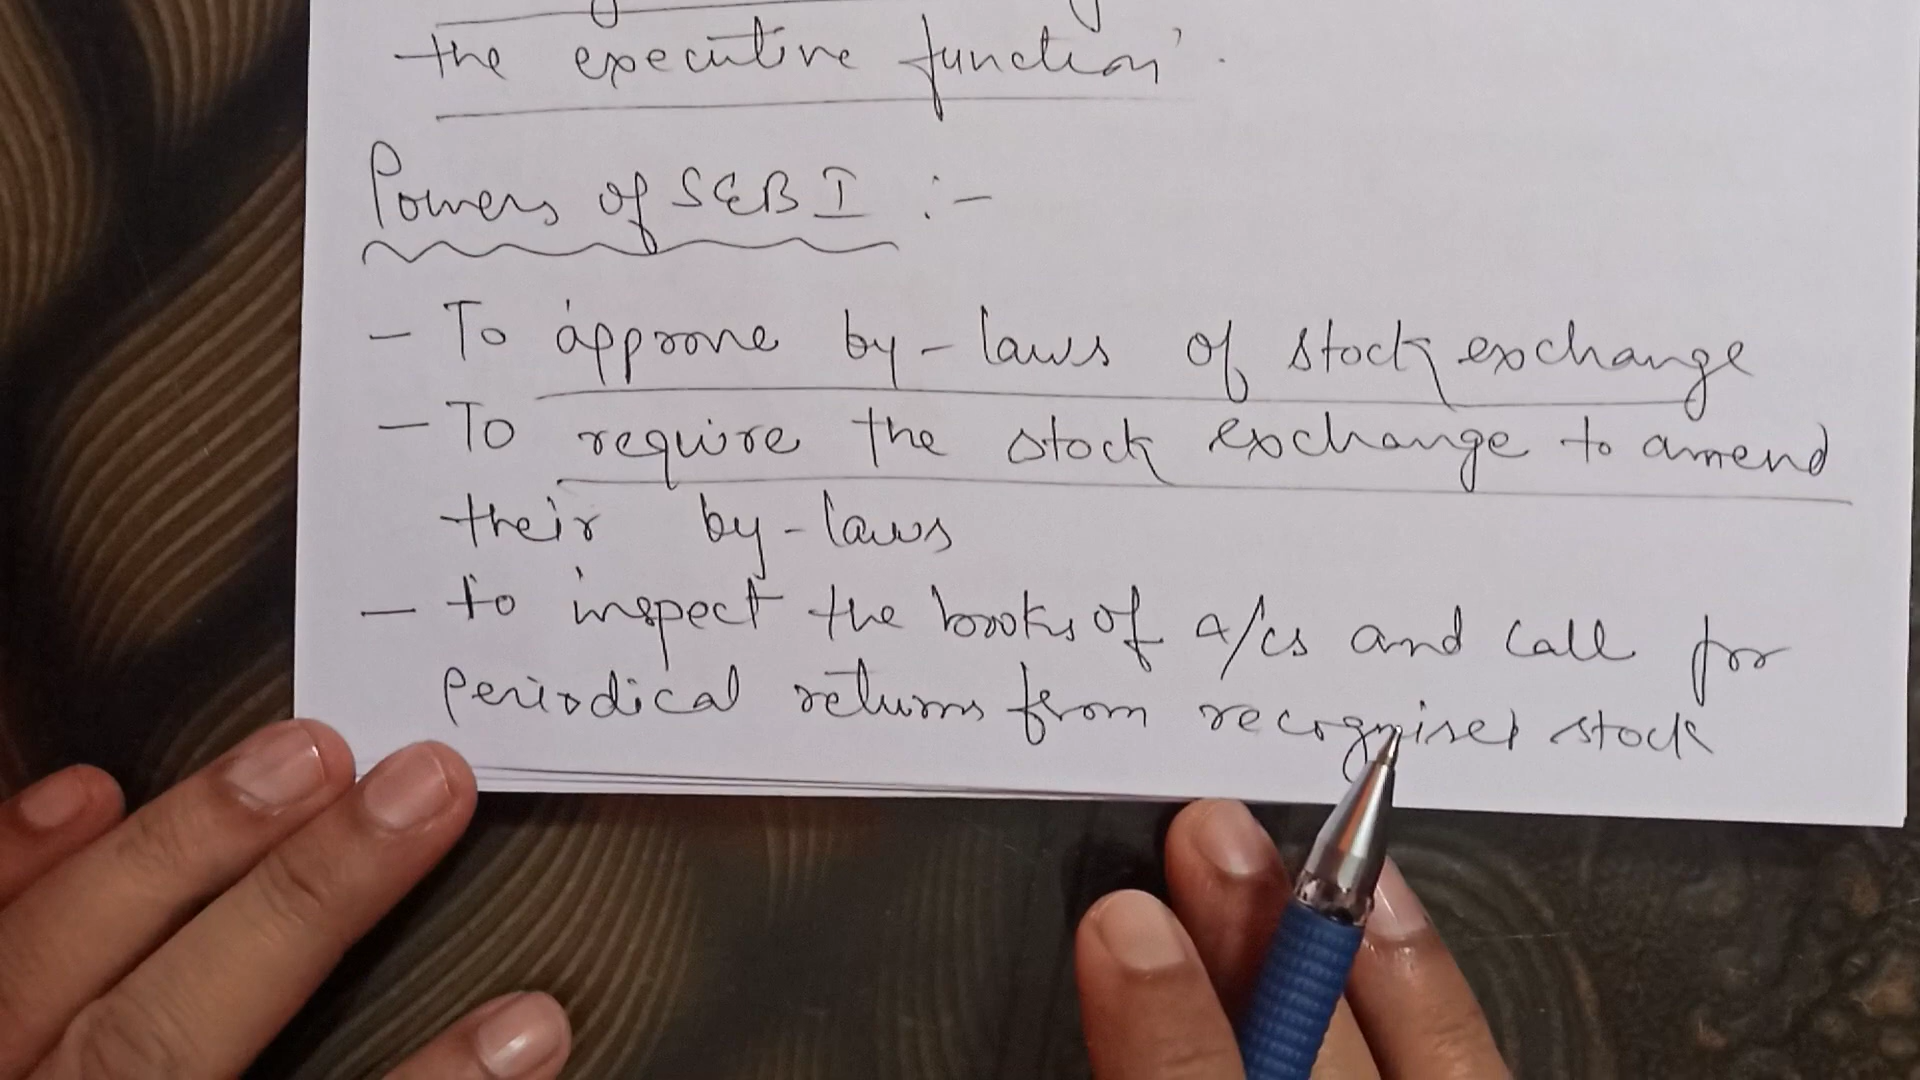 the executive function'.
Powers of SEBI :-
- To approve by-laws of stock exchange
- To require the stock exchange to amend
their by-laws
- to inspect the books of a/cs and call for
periodical returns from recognised stock